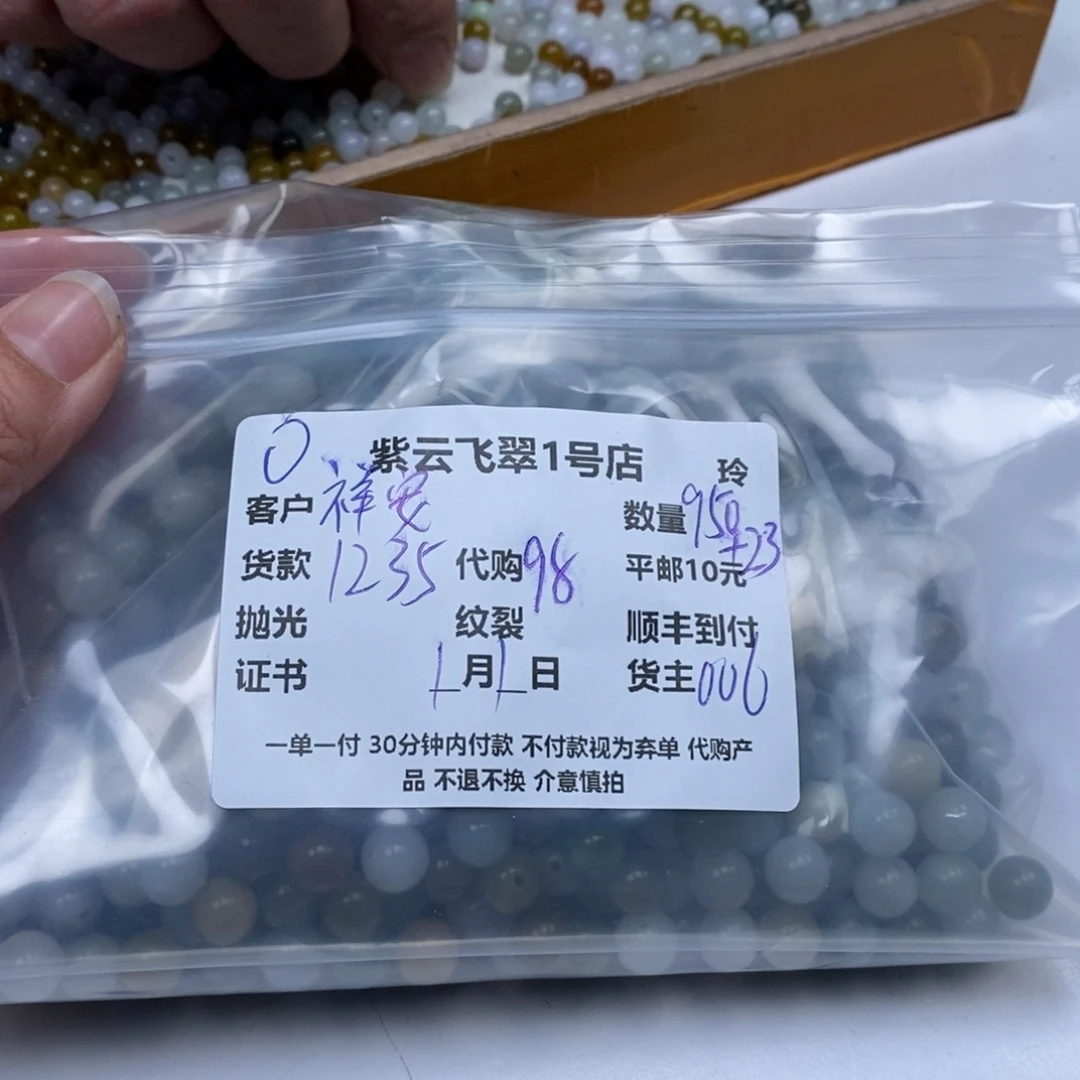 紫云飞翠1号店 玲
客户 祥安 数量 950+23
货款 1235 代购 98 平邮10元
抛光 纹裂 顺丰到付
证书 1月1日 货主 006
一单一付 30分钟内付款 不付款视为弃单 代购产
品 不退不换 介意慎拍